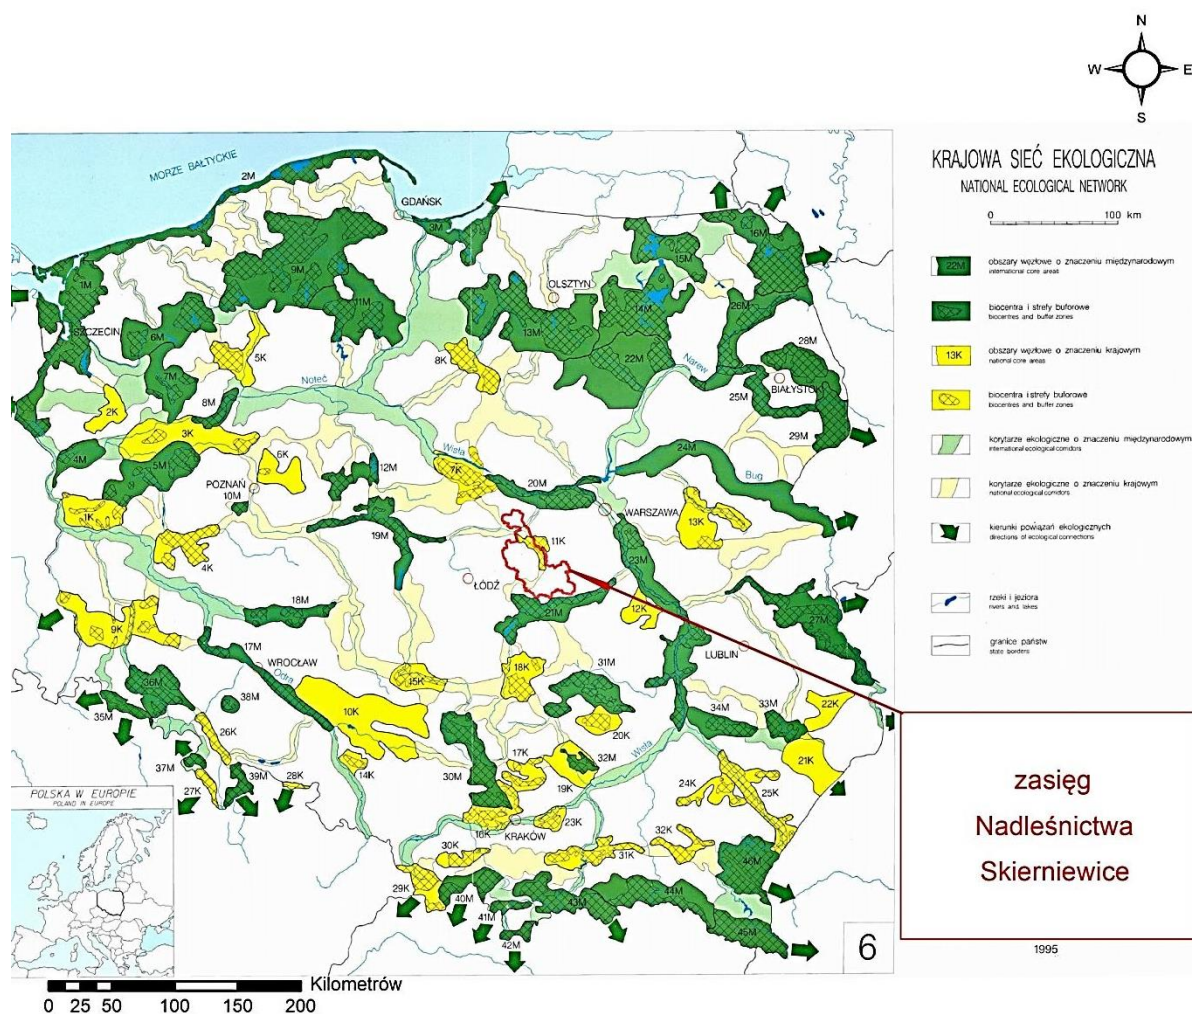 N
W E
S
KRAJOWA SIEĆ EKOLOGICZNA
NATIONAL ECOLOGICAL NETWORK
0 100 km
22M obszary węzłowe o znaczeniu międzynarodowym
international core areas
biocentra i strefy buforowe
biocentres and buffer zones
13K obszary węzłowe o znaczeniu krajowym
national core areas
biocentra i strefy buforowe
biocentres and buffer zones
korytarze ekologiczne o znaczeniu międzynarodowym
international ecological corridors
korytarze ekologiczne o znaczeniu krajowym
national ecological corridors
kierunki powiązań ekologicznych
directions of ecological connections
rzeki i jeziora
rivers and lakes
granice państw
state borders
zasięg
Nadleśnictwa
Skierniewice
1995
6
MORZE BAŁTYCKIE
2M
GDAŃSK
3M
16M
15M
1M
9M
OLSZTYN
11M
14M
26M
SZCZECIN
6M
13M
5K
8K
22M
Narew
28M
7M
Noteć
BIAŁYSTOK
2K
8M
25M
3K
29M
4M
5M
6K
12M
Wisła
7K
24M
Bug
POZNAŃ
10M
20M
WARSZAWA
1K
13K
19M
11K
4K
23M
ŁÓDŹ
18M
21M
12K
27M
9K
17M
WROCŁAW
Odra
LUBLIN
18K
31M
36M
15K
38M
35M
10K
22K
34M
33M
26K
20K
37M
14K
30M
17K
32M
Wisła
21K
39M
28K
19K
24K
25K
27K
16K
KRAKÓW
23K
32K
30K
31K
46M
29K
40M
43M
44M
41M
42M
45M
POLSKA W EUROPIE
POLAND IN EUROPE
Kilometrów
0 25 50 100 150 200